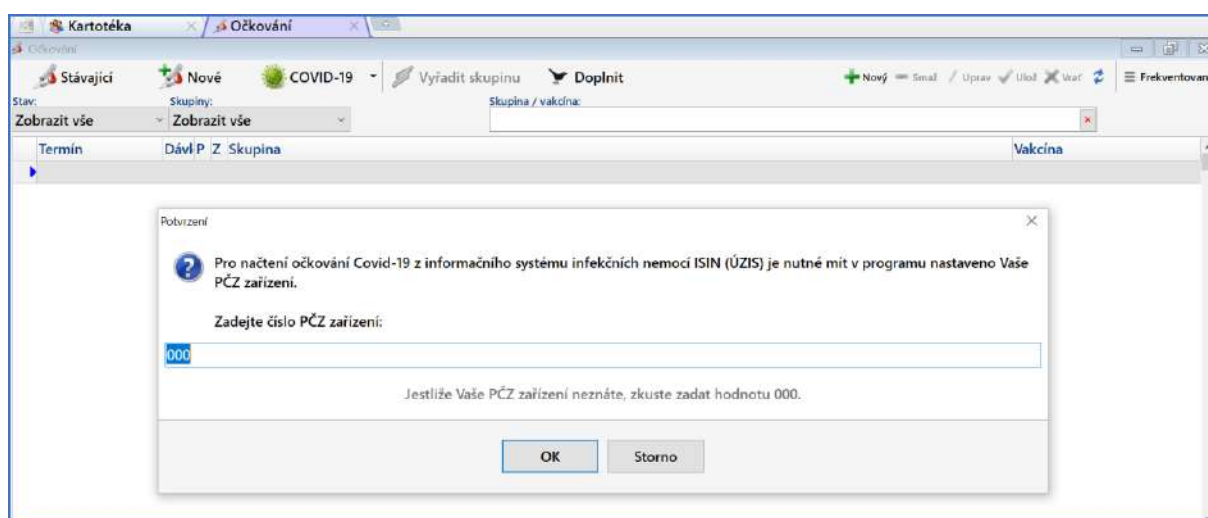 Kartotéka
Očkování
Očkování
Stávající Nové COVID-19 Vyřadit skupinu Doplnit Nový Smaž Uprav Ulož Vrať Frekventovan
Stav: Skupiny: Skupina / vakcína:
Zobrazit vše Zobrazit vše
Termín Dávk P Z Skupina Vakcína
Potvrzení
Pro načtení očkování Covid-19 z informačního systému infekčních nemocí ISIN (ÚZIS) je nutné mít v programu nastaveno Vaše
PČZ zařízení.
Zadejte číslo PČZ zařízení:
000
Jestliže Vaše PČZ zařízení neznáte, zkuste zadat hodnotu 000.
OK Storno